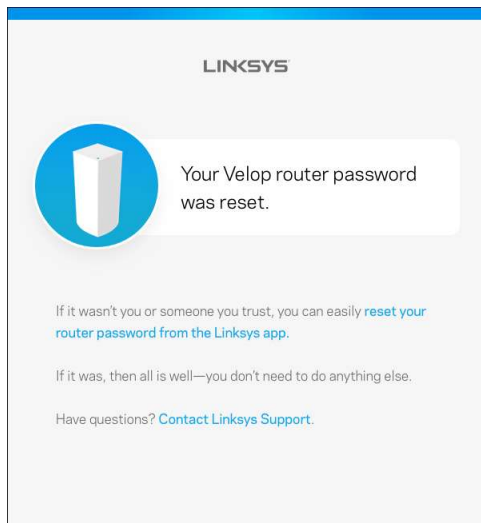 LINKSYS
Your Velop router password
was reset.
If it wasn't you or someone you trust, you can easily reset your
router password from the Linksys app.
If it was, then all is well—you don't need to do anything else.
Have questions? Contact Linksys Support.